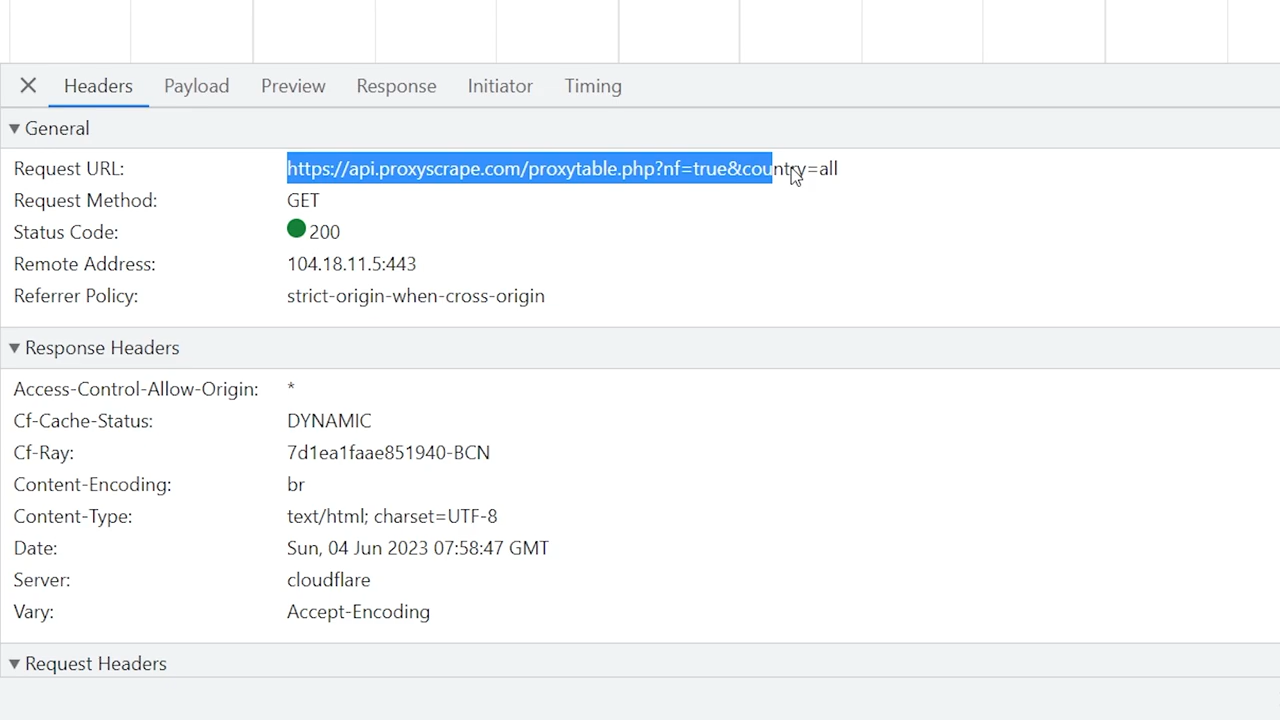 Headers Payload Preview Response Initiator Timing
General
Request URL: https://api.proxyscrape.com/proxytable.php?nf=true&country=all
Request Method: GET
Status Code: 200
Remote Address: 104.18.11.5:443
Referrer Policy: strict-origin-when-cross-origin
Response Headers
Access-Control-Allow-Origin: *
Cf-Cache-Status: DYNAMIC
Cf-Ray: 7d1ea1faae851940-BCN
Content-Encoding: br
Content-Type: text/html; charset=UTF-8
Date: Sun, 04 Jun 2023 07:58:47 GMT
Server: cloudflare
Vary: Accept-Encoding
Request Headers